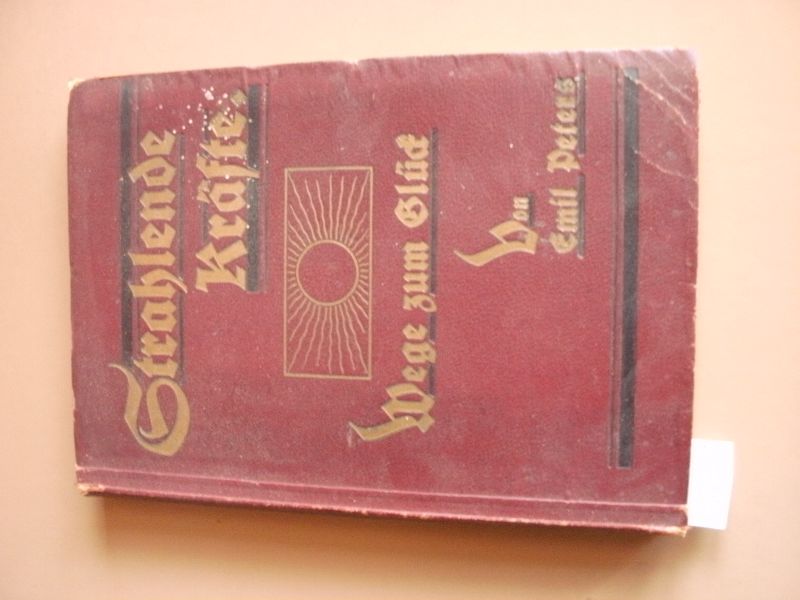 Strahlende
Kräfte.
Wege zum Glück
Von
Emil Peters